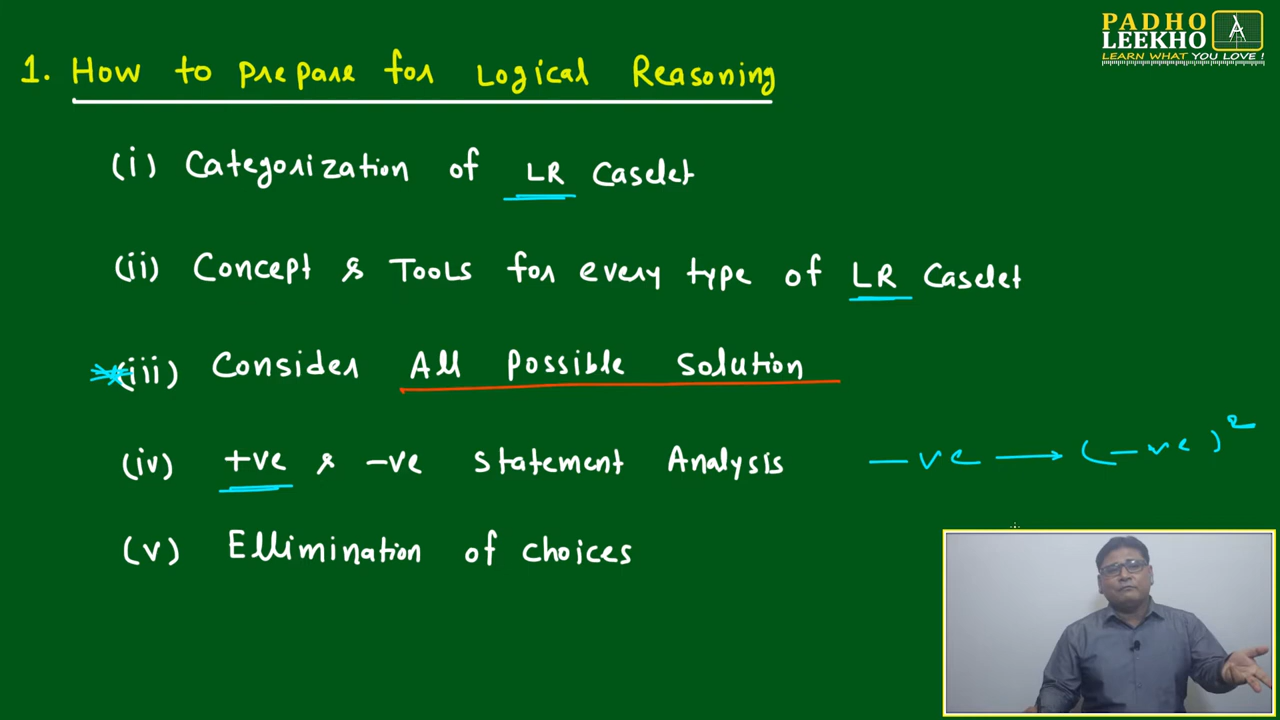 PADHO
LEEKHO
LEARN WHAT YOU LOVE !
1. How to prepare for Logical Reasoning
(i) Categorization of LR Caselet
(ii) Concept & Tools for every type of LR Caselet
(iii) Consider All Possible Solution
(iv) +ve & -ve Statement Analysis -ve → (-ve)²
(v) Ellimination of choices